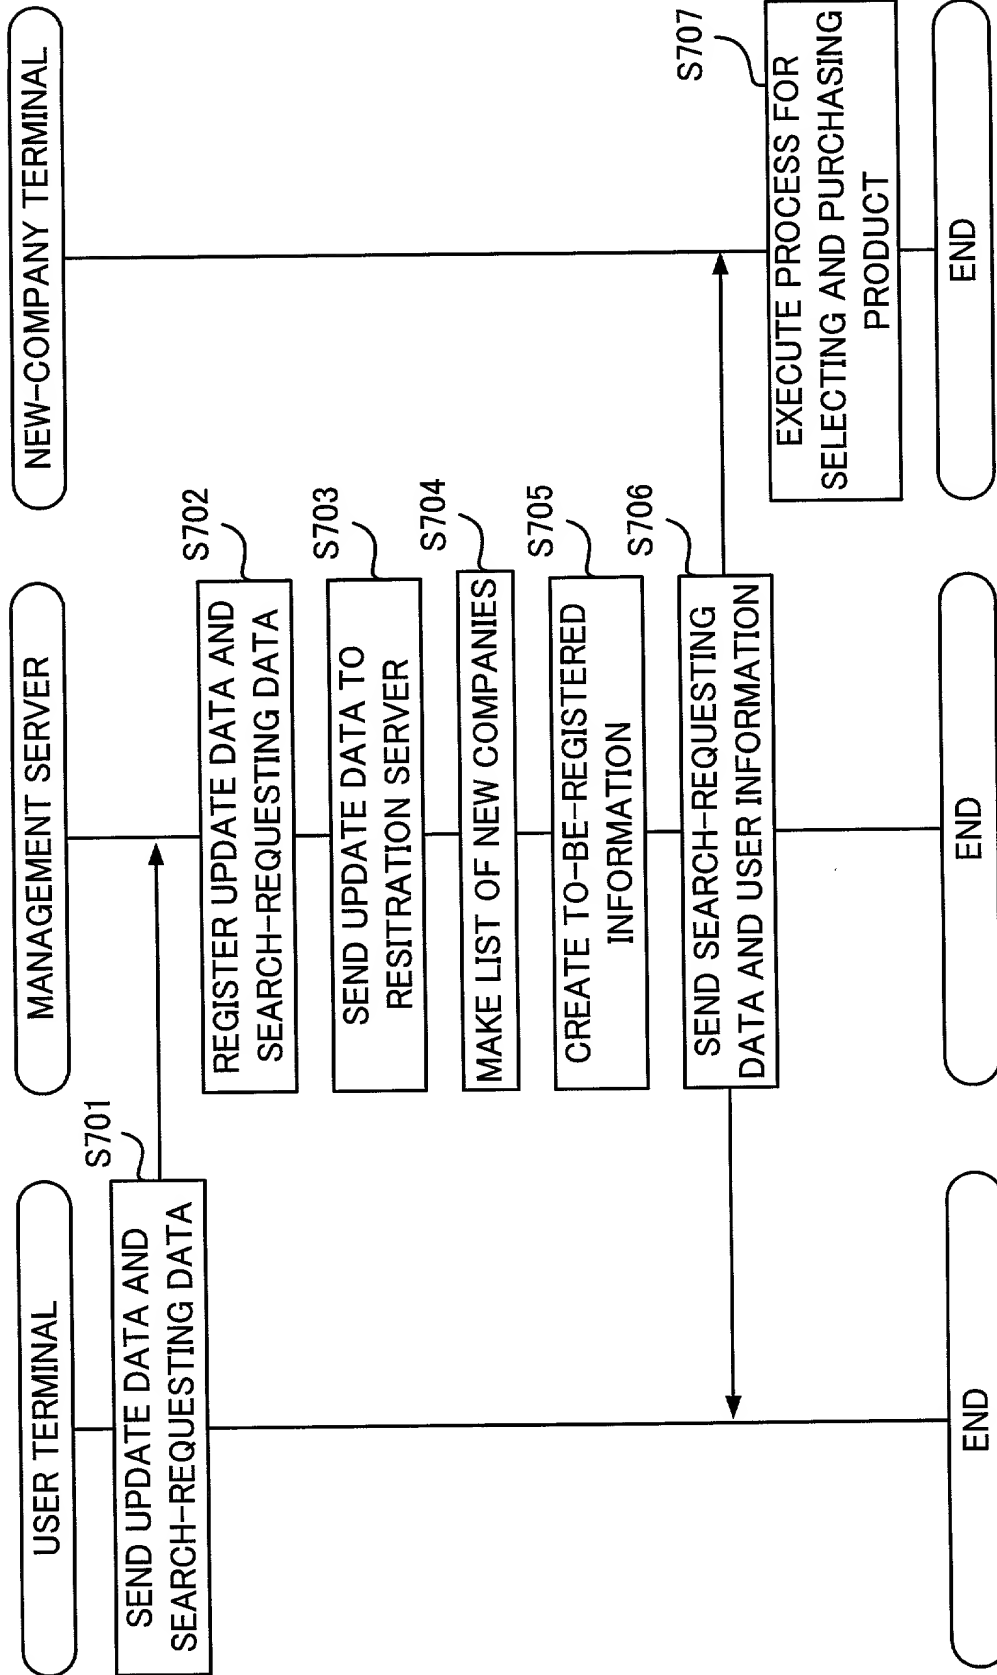 USER TERMINAL
MANAGEMENT SERVER
NEW-COMPANY TERMINAL
S701
SEND UPDATE DATA AND
SEARCH-REQUESTING DATA
S702
REGISTER UPDATE DATA AND
SEARCH-REQUESTING DATA
S703
SEND UPDATE DATA TO
RESITRATION SERVER
S704
MAKE LIST OF NEW COMPANIES
S705
CREATE TO-BE-REGISTERED
INFORMATION
S706
SEND SEARCH-REQUESTING
DATA AND USER INFORMATION
S707
EXECUTE PROCESS FOR
SELECTING AND PURCHASING
PRODUCT
END
END
END